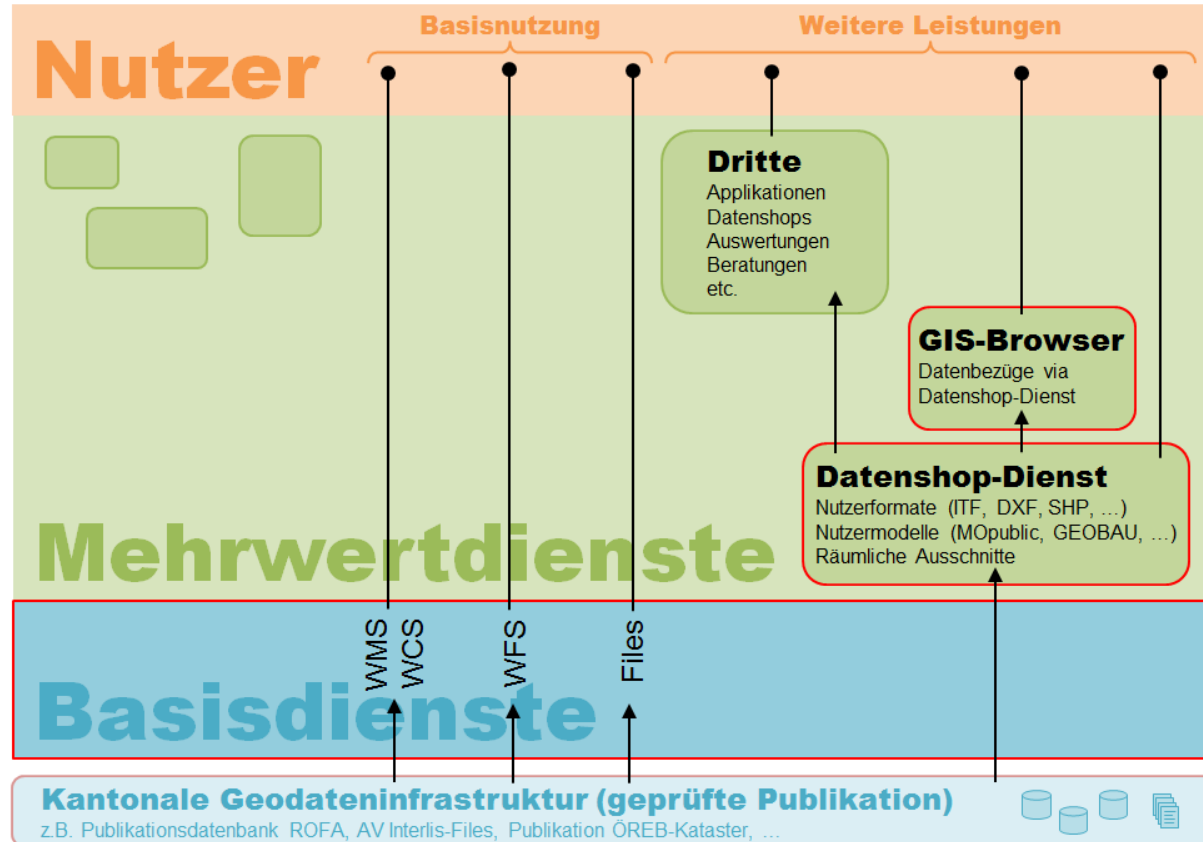 Basisnutzung
Weitere Leistungen
Nutzer
Dritte
Applikationen
Datenshops
Auswertungen
Beratungen
etc.
GIS-Browser
Datenbezüge via
Datenshop-Dienst
Datenshop-Dienst
Nutzerformate (ITF, DXF, SHP, ...)
Nutzermodelle (MOpublic, GEOBAU, ...)
Räumliche Ausschnitte
Mehrwertdienste
WMS
WCS
WFS
Files
Basisdienste
Kantonale Geodateninfrastruktur (geprüfte Publikation)
z.B. Publikationsdatenbank ROFA, AV Interlis-Files, Publikation ÖREB-Kataster, ...